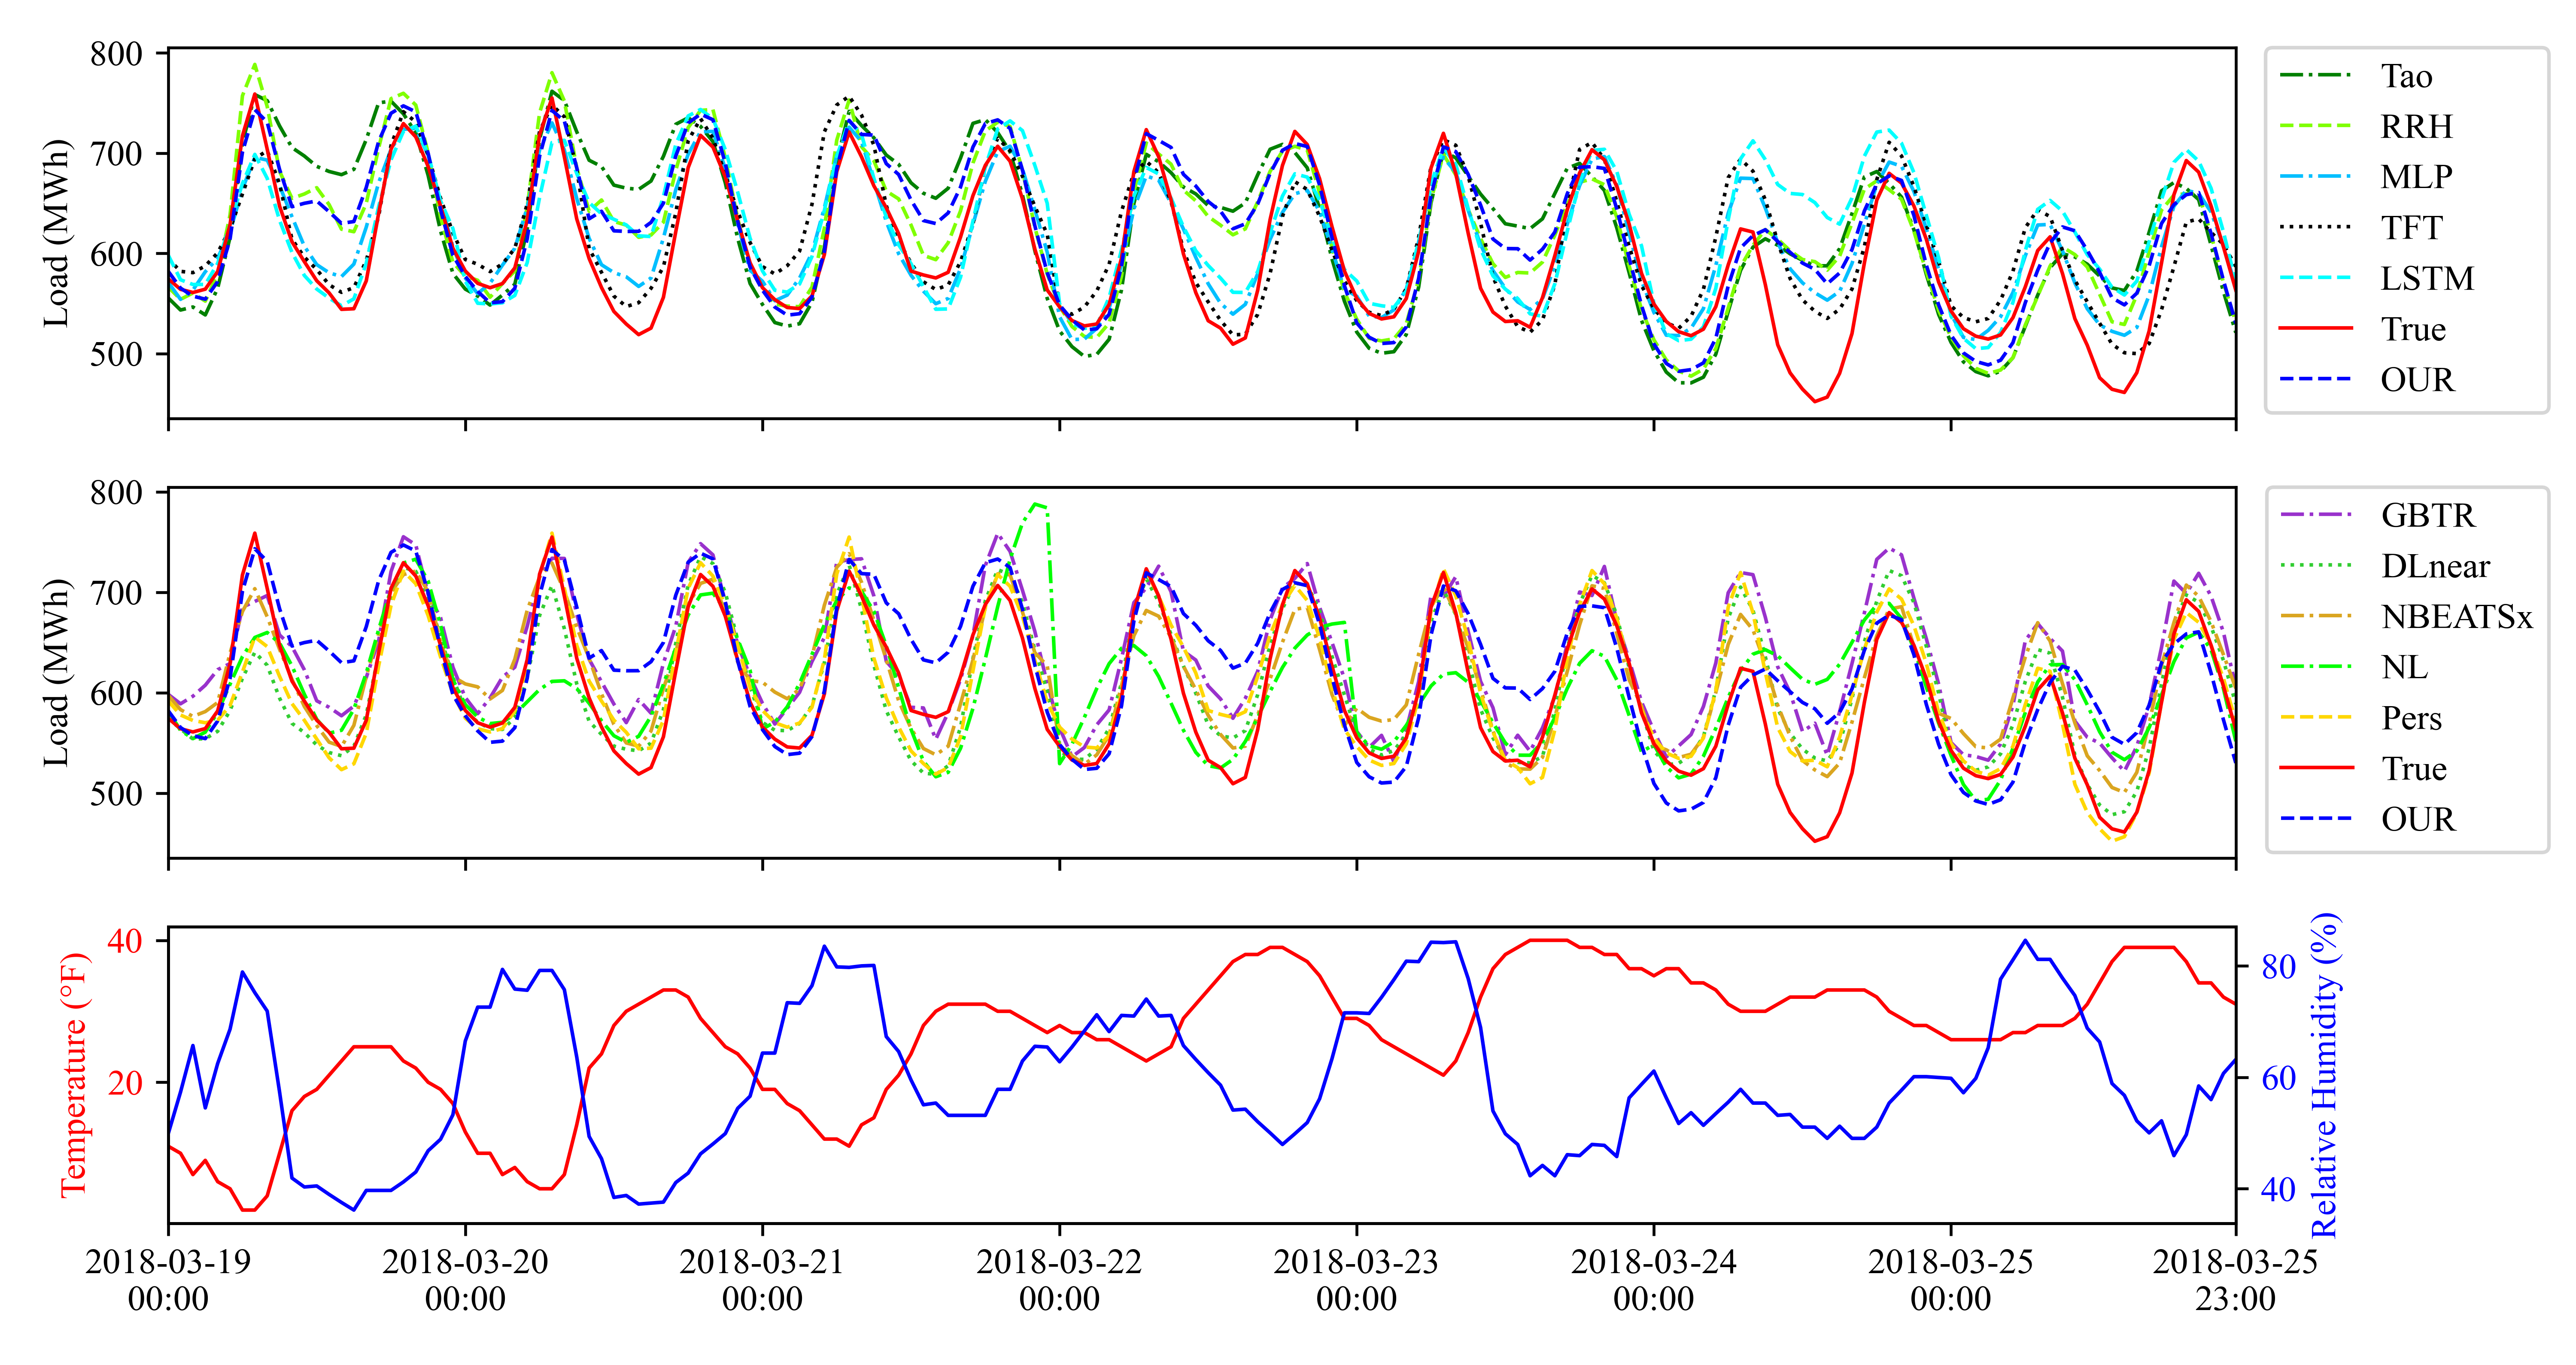 Load (MWh)
800
700
600
500
Tao
RRH
MLP
TFT
LSTM
True
OUR
Load (MWh)
800
700
600
500
GBTR
DLnear
NBEATSx
NL
Pers
True
OUR
Temperature (°F)
40
20
80
60
40
Relative Humidity (%)
2018-03-19 2018-03-20 2018-03-21 2018-03-22 2018-03-23 2018-03-24 2018-03-25 2018-03-25
00:00 00:00 00:00 00:00 00:00 00:00 00:00 23:00